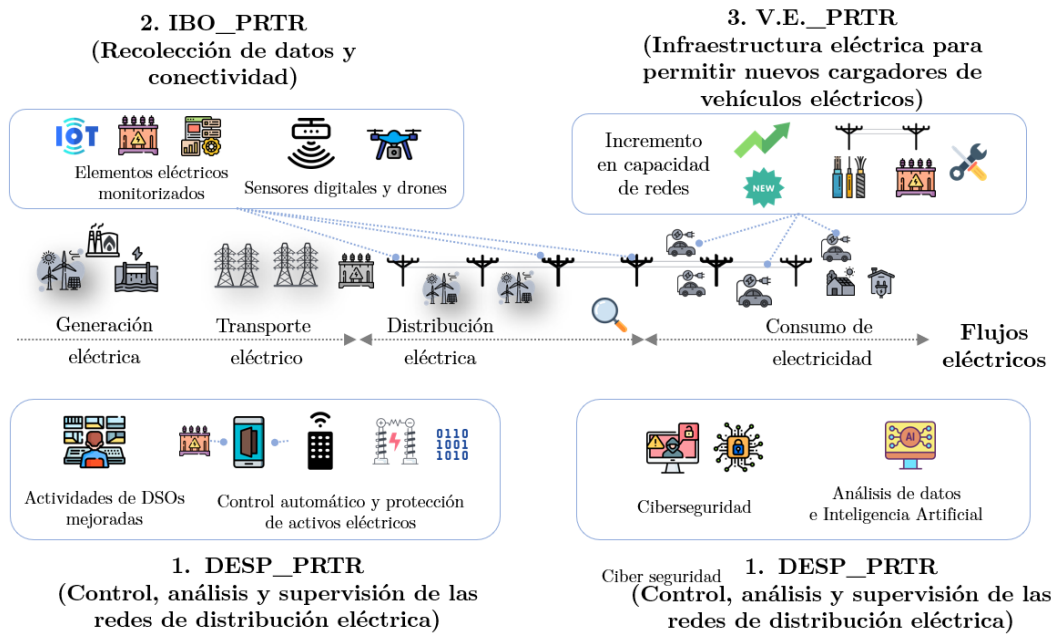 2. IBO_PRTR
(Recolección de datos y
conectividad)
3. V.E._PRTR
(Infraestructura eléctrica para
permitir nuevos cargadores de
vehículos eléctricos)
IOT
Elementos eléctricos
monitorizados
Sensores digitales y drones
Incremento
en capacidad
de redes
NEW
Generación
eléctrica
Transporte
eléctrico
Distribución
eléctrica
Consumo de
electricidad
Flujos
eléctricos
0110
1001
1010
Actividades de DSOs
mejoradas
Control automático y protección
de activos eléctricos
AI
Ciberseguridad
Análisis de datos
e Inteligencia Artificial
1. DESP_PRTR
(Control, análisis y supervisión de las
redes de distribución eléctrica)
Ciber seguridad
1. DESP_PRTR
(Control, análisis y supervisión de las
redes de distribución eléctrica)